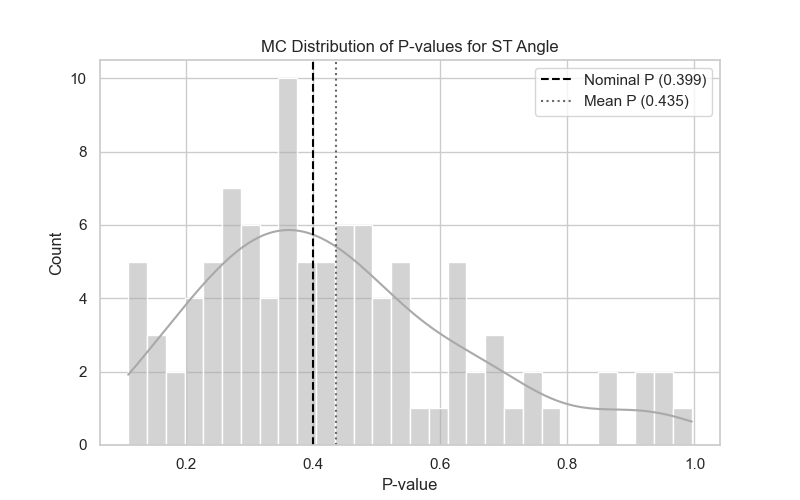 MC Distribution of P-values for ST Angle
Nominal P (0.399)
Mean P (0.435)
Count
10
8
6
4
2
0
0.2 0.4 0.6 0.8 1.0
P-value